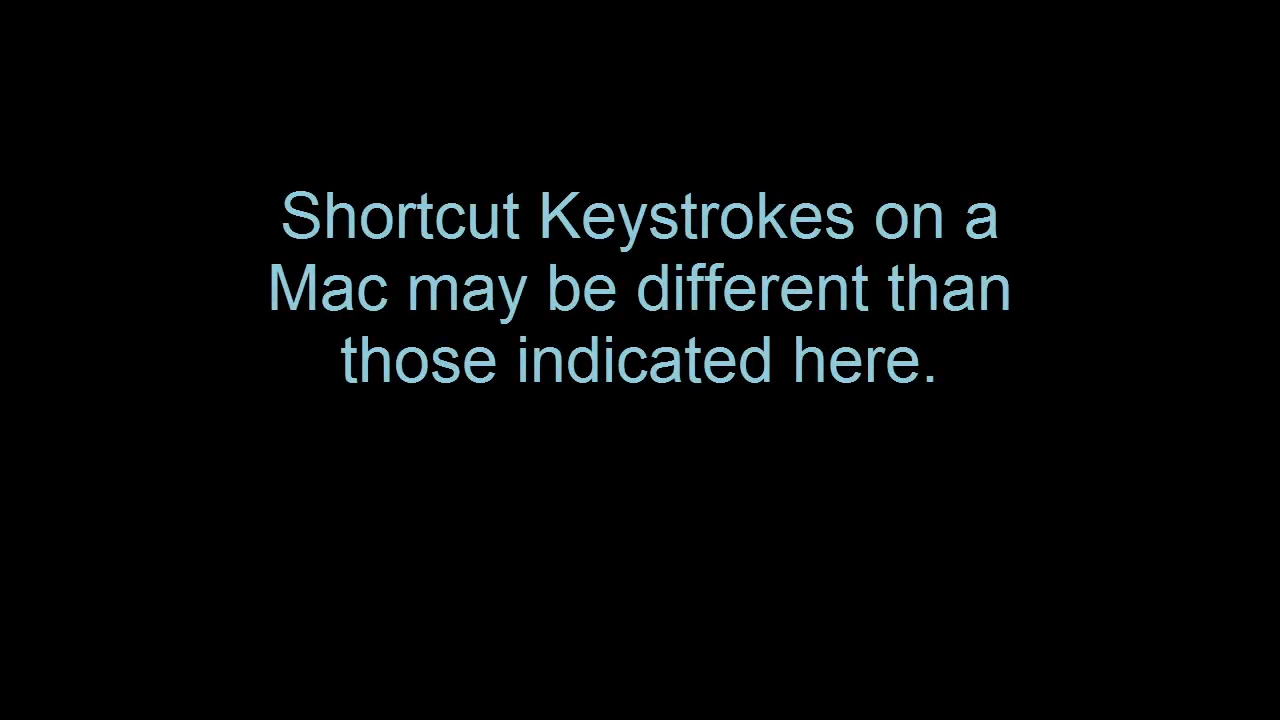 Shortcut Keystrokes on a
Mac may be different than
those indicated here.